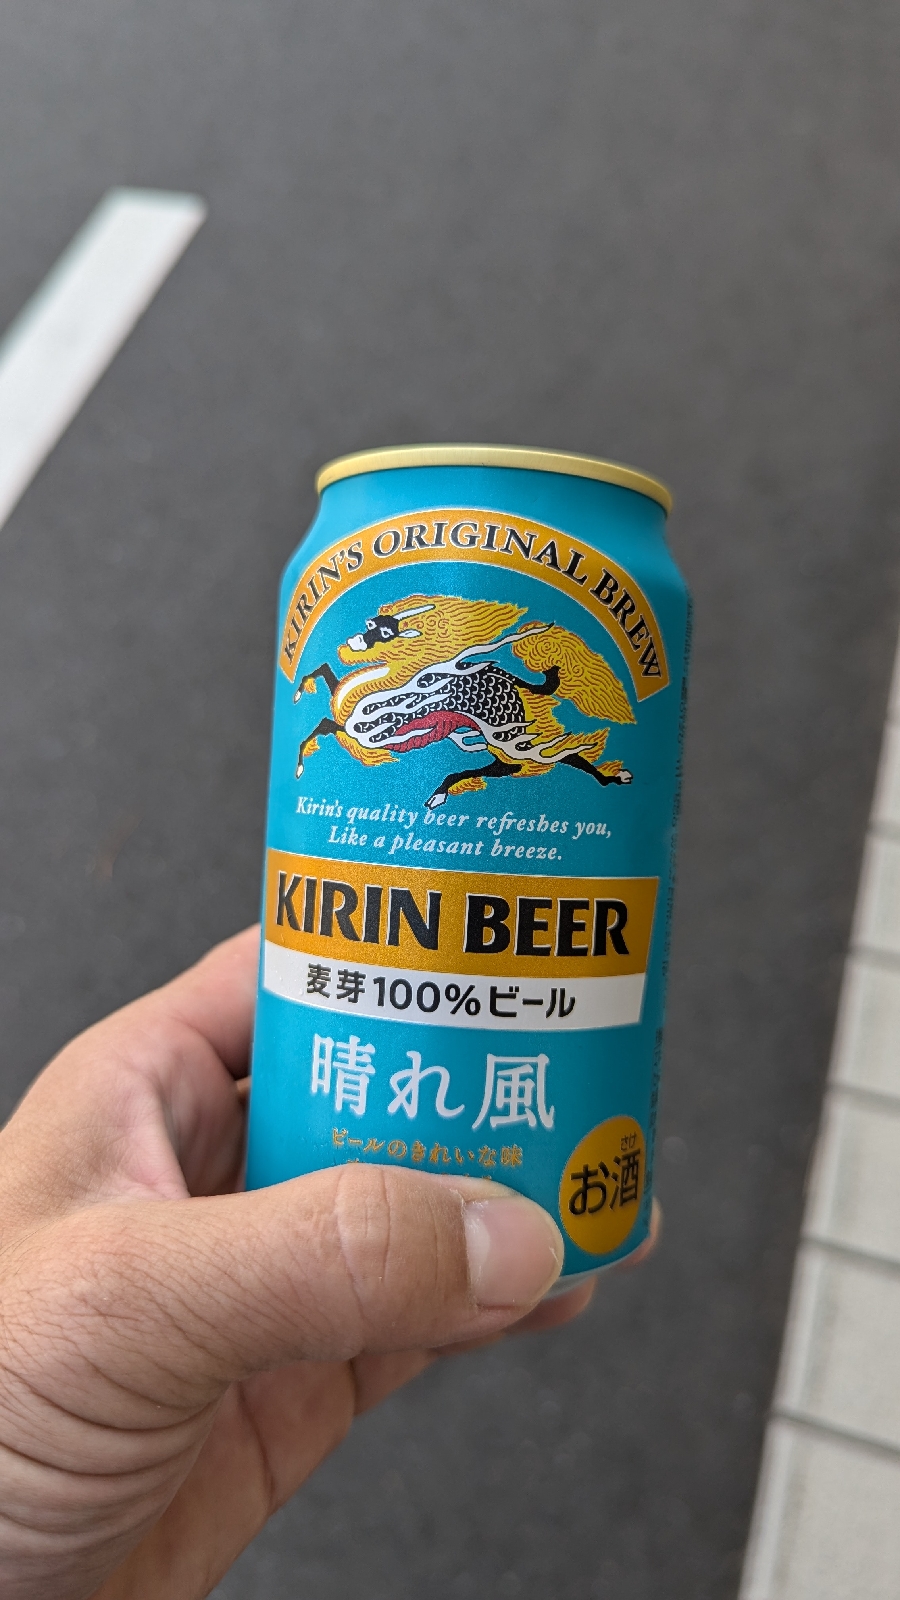 KIRIN'S ORIGINAL BREW
Kirin's quality beer refreshes you,
Like a pleasant breeze.
KIRIN BEER
麦芽100%ビール
晴れ風
ビールのきれいな味
さけ
お酒